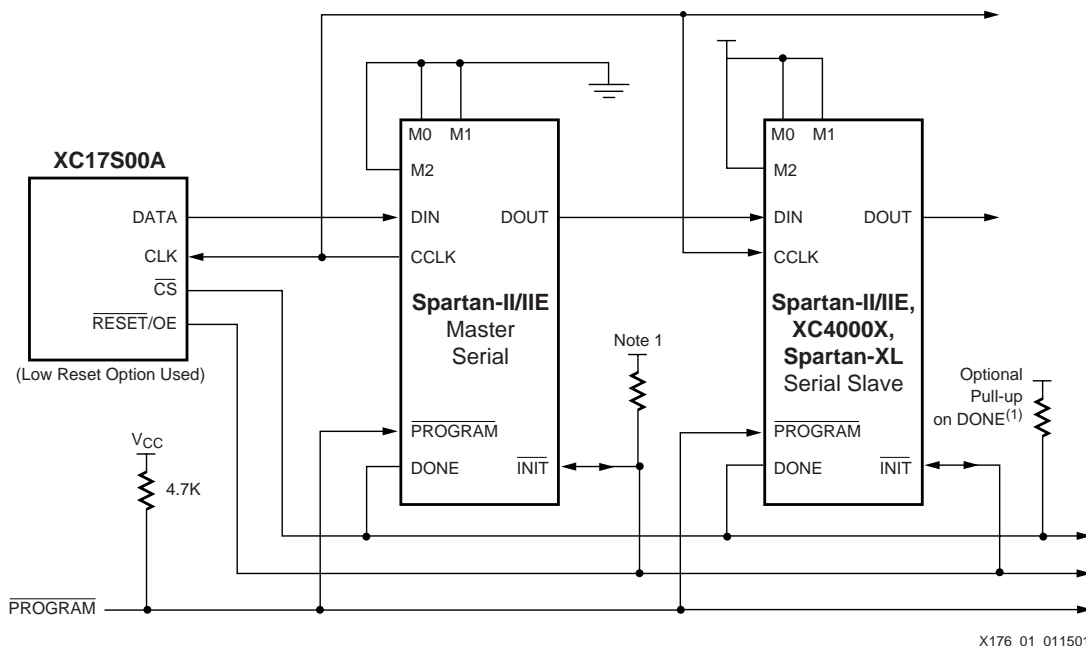 XC17S00A
DATA
CLK
CS
RESET/OE
(Low Reset Option Used)
VCC
4.7K
PROGRAM
M0 M1
M2
DIN DOUT
CCLK
Spartan-II/IIE
Master
Serial
PROGRAM
DONE INIT
Note 1
M0 M1
M2
DIN DOUT
CCLK
Spartan-II/IIE,
XC4000X,
Spartan-XL
Serial Slave
PROGRAM
DONE INIT
Optional
Pull-up
on DONE(1)
X176_01_011501